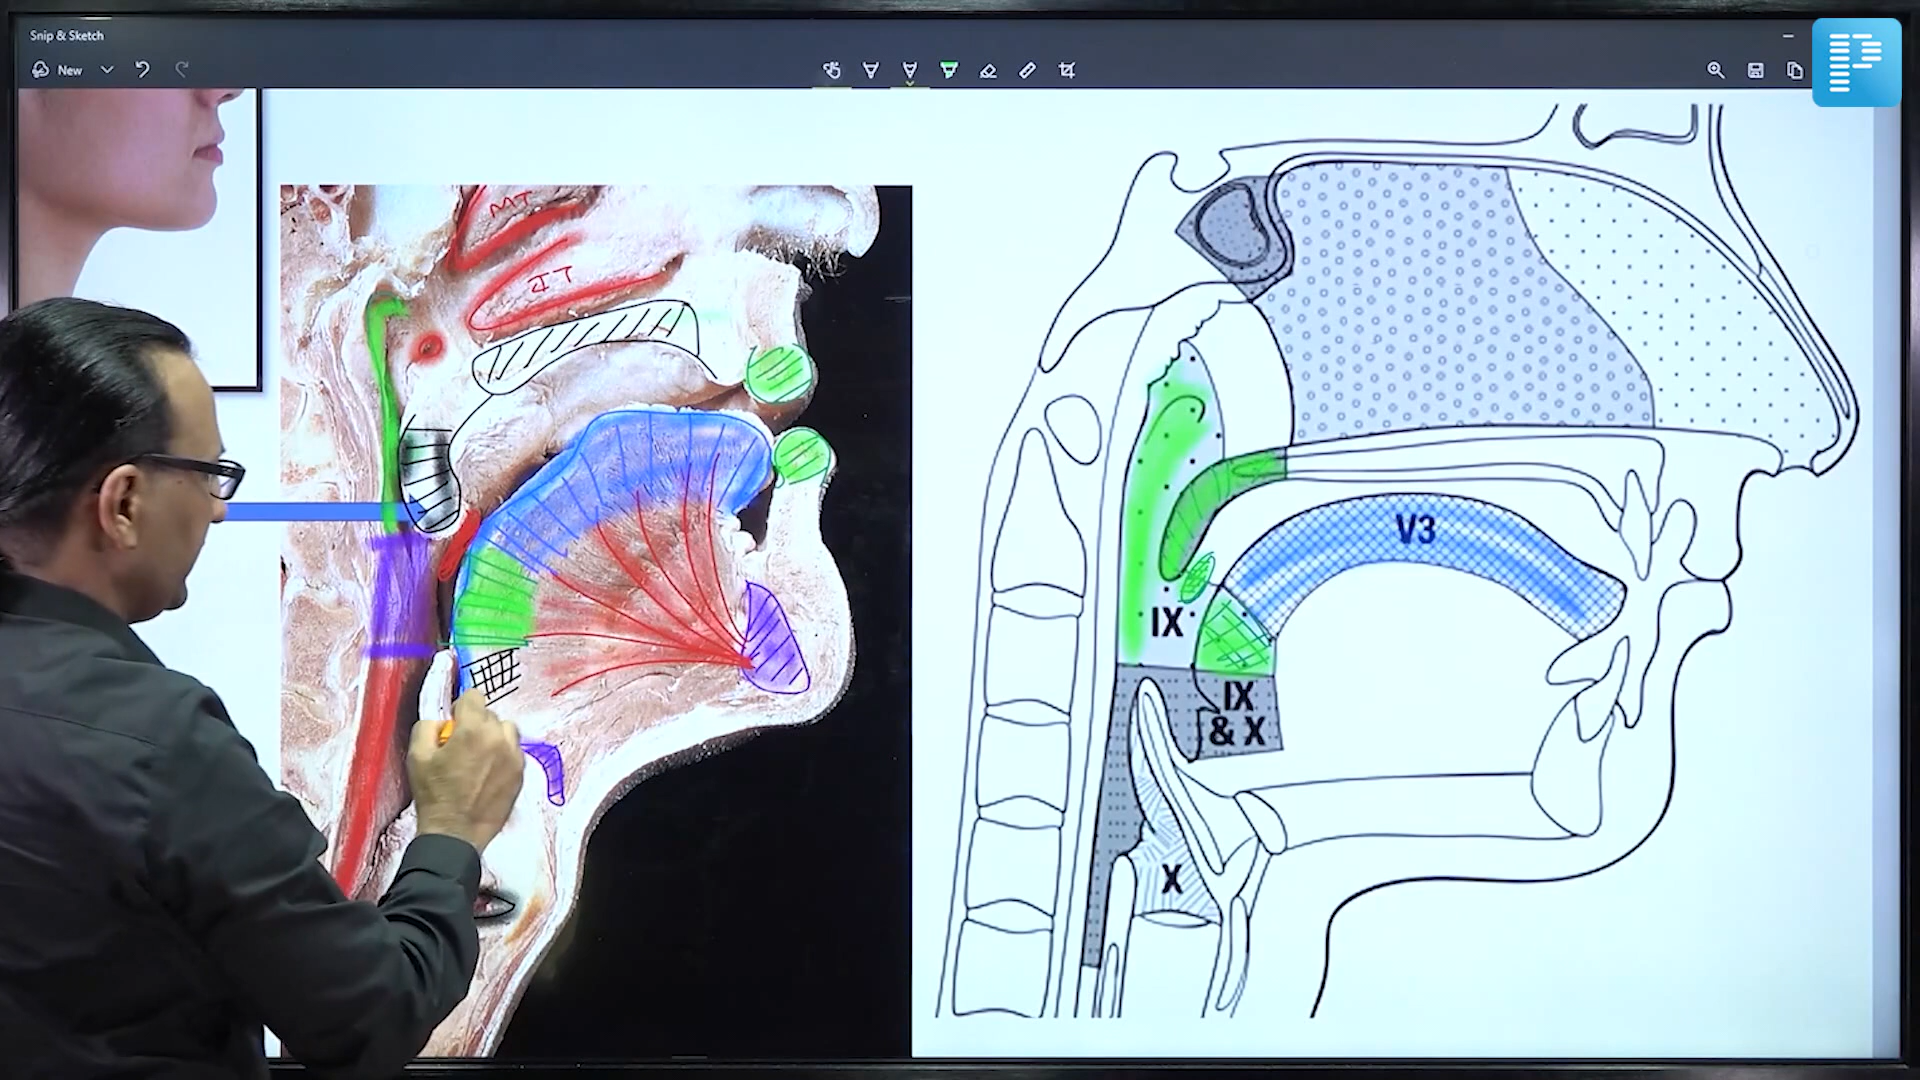 Snip & Sketch
New
MT
IT
V3
IX
IX
& X
X